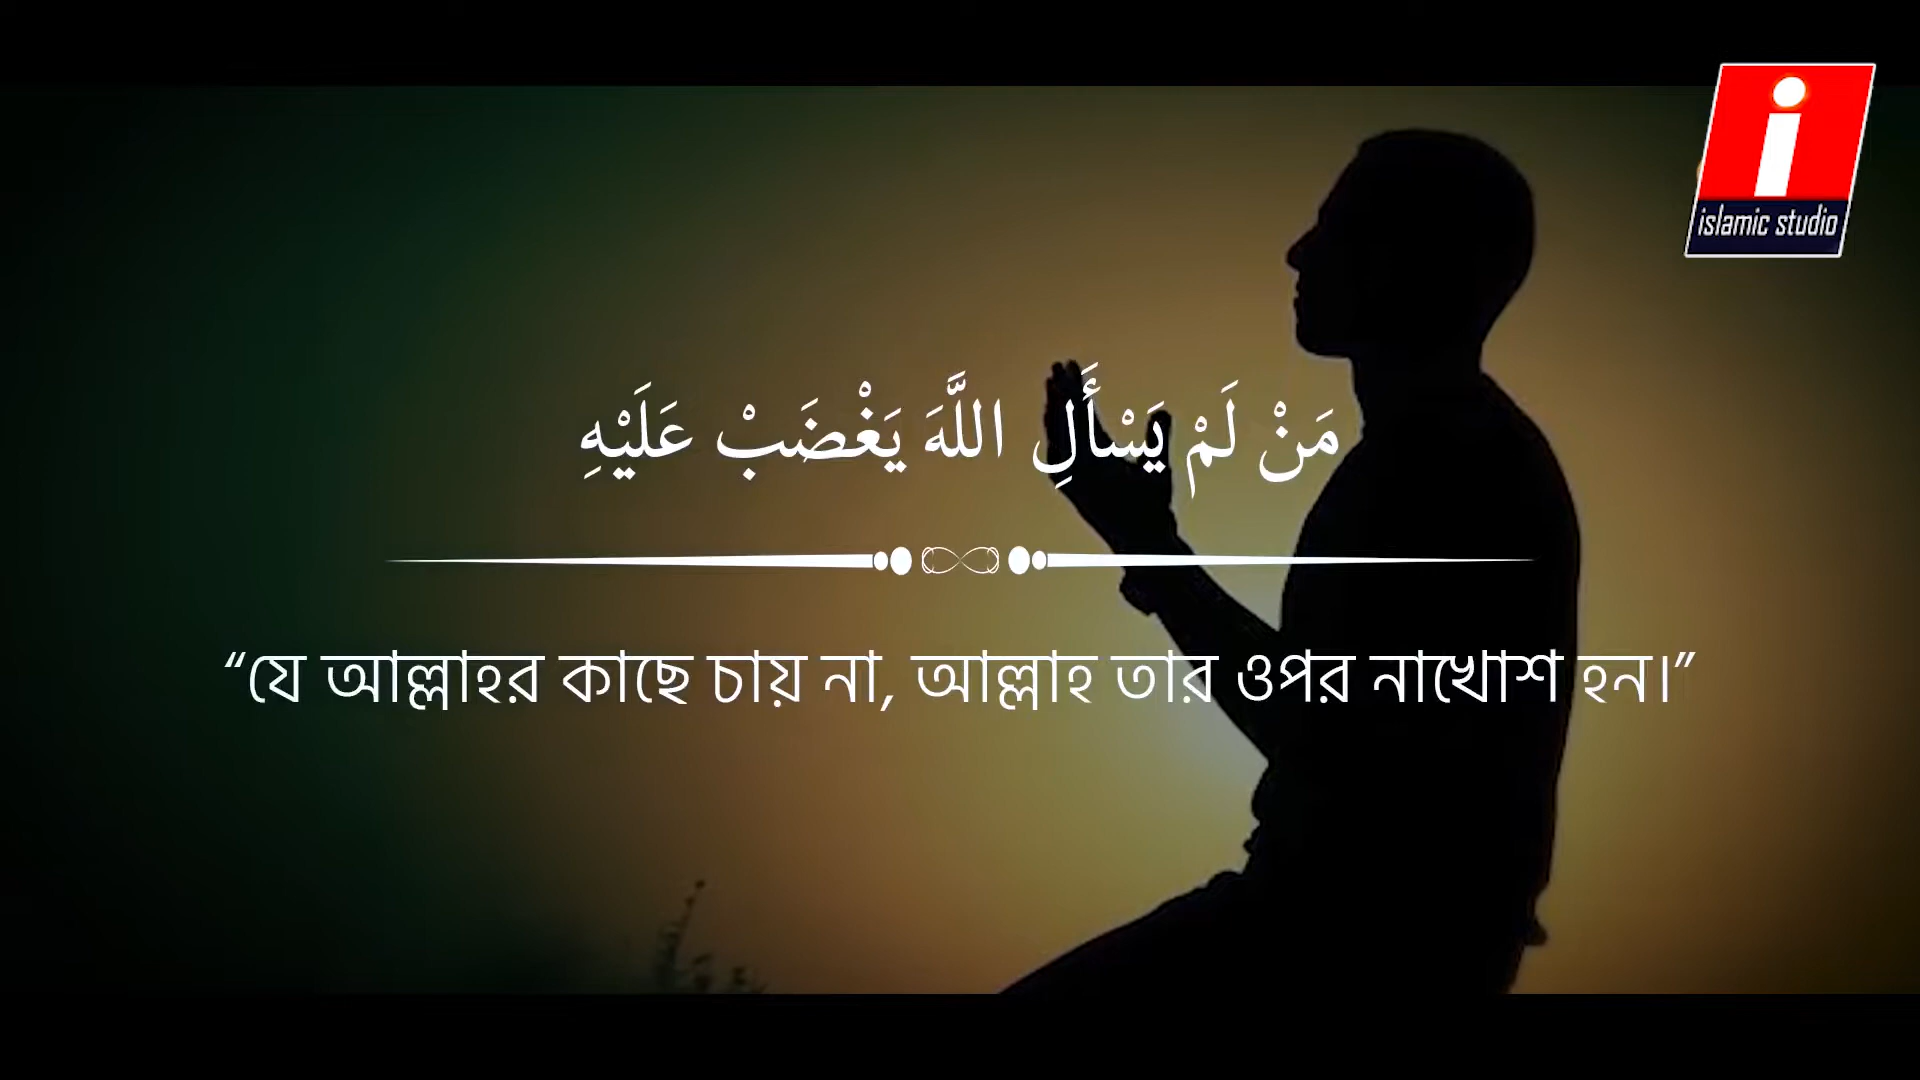 مَنْ لَمْ يَسْأَلِ اللَّهَ يَغْضَبْ عَلَيْهِ
“যে আল্লাহর কাছে চায় না, আল্লাহ তার ওপর নাখোশ হন।”
i
islamic studio